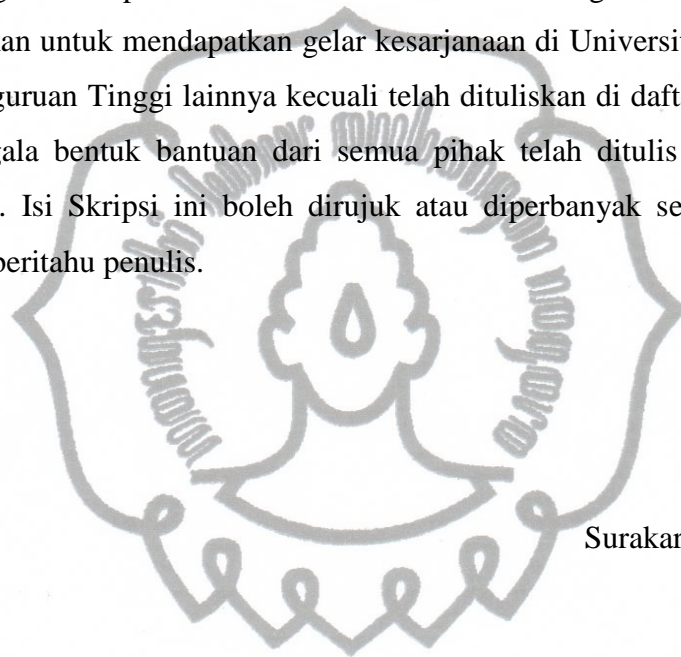 an untuk mendapatkan gelar kesarjanaan di Universit
guruan Tinggi lainnya kecuali telah dituliskan di daft
gala bentuk bantuan dari semua pihak telah ditulis
. Isi Skripsi ini boleh dirujuk atau diperbanyak se
beritahu penulis.
Surakar